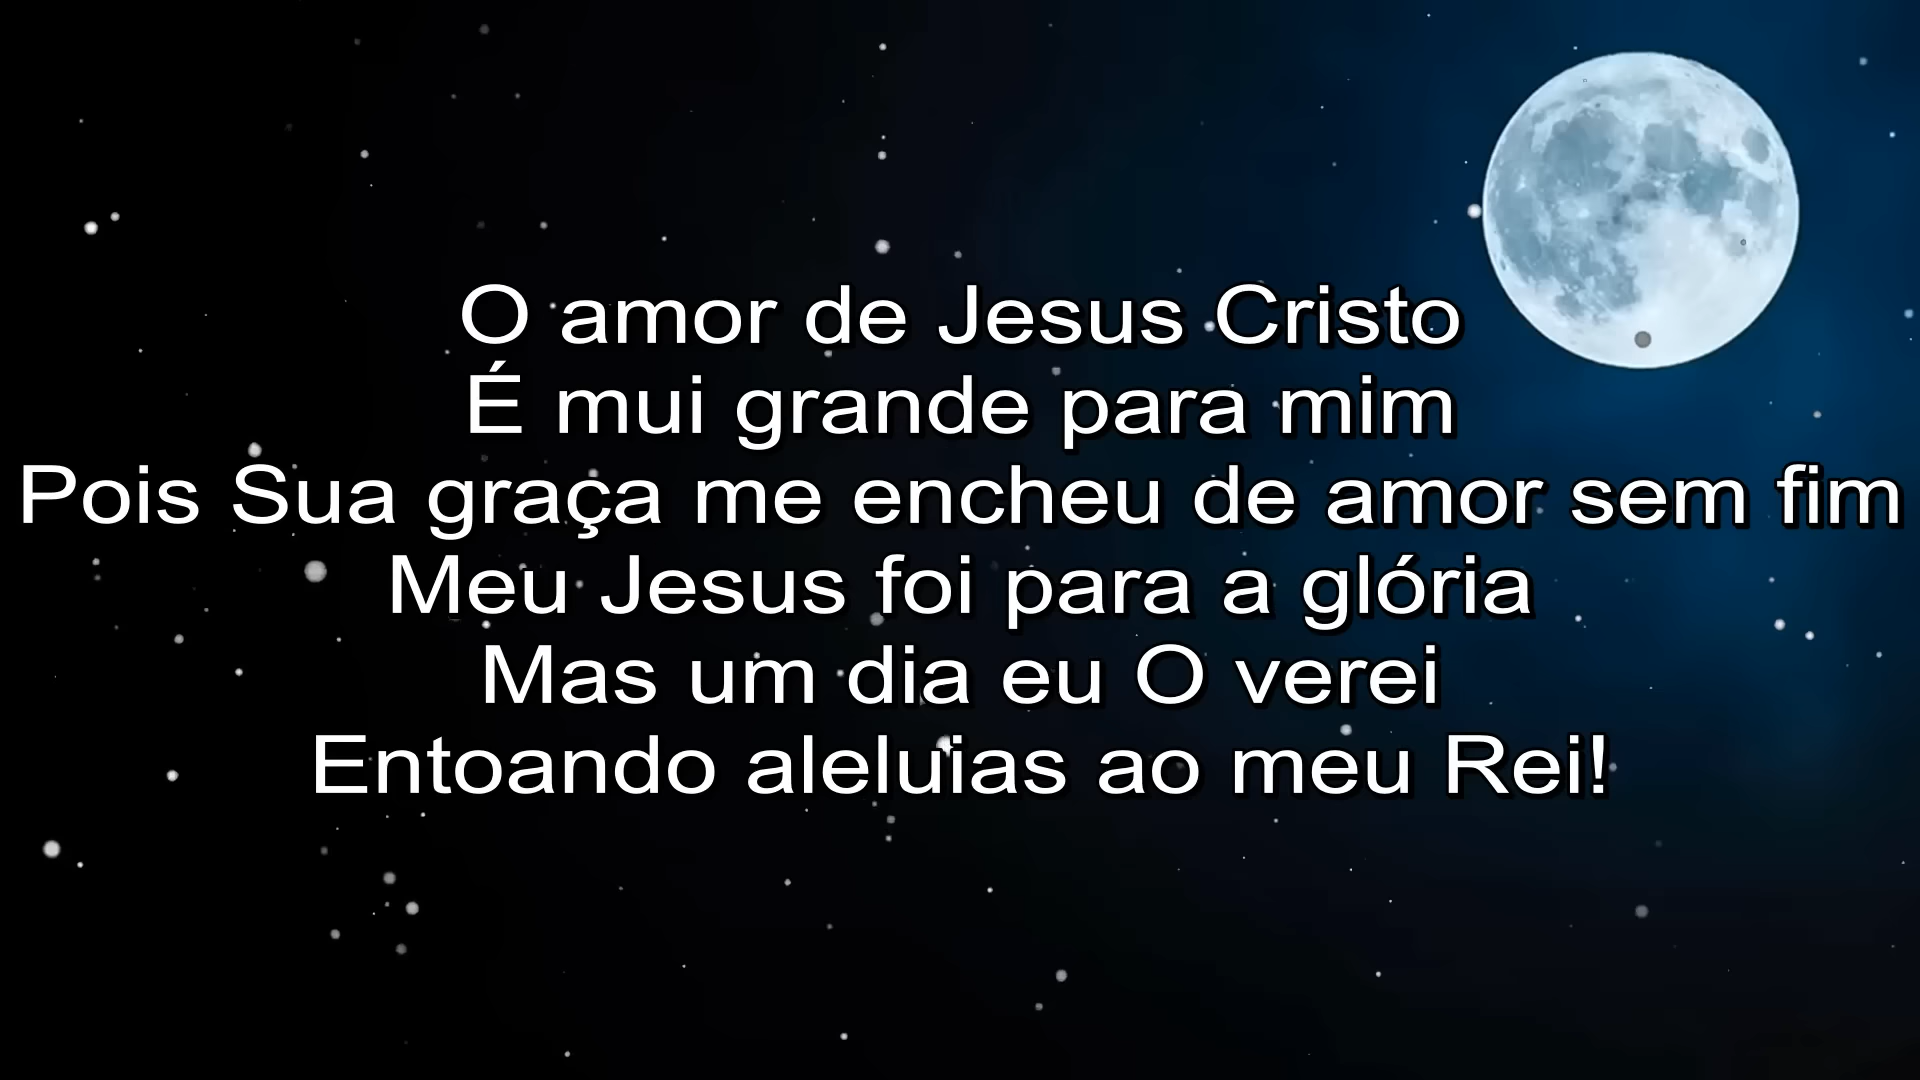 O amor de Jesus Cristo
É mui grande para mim
Pois Sua graça me encheu de amor sem fim
Meu Jesus foi para a glória
Mas um dia eu O verei
Entoando aleluias ao meu Rei!